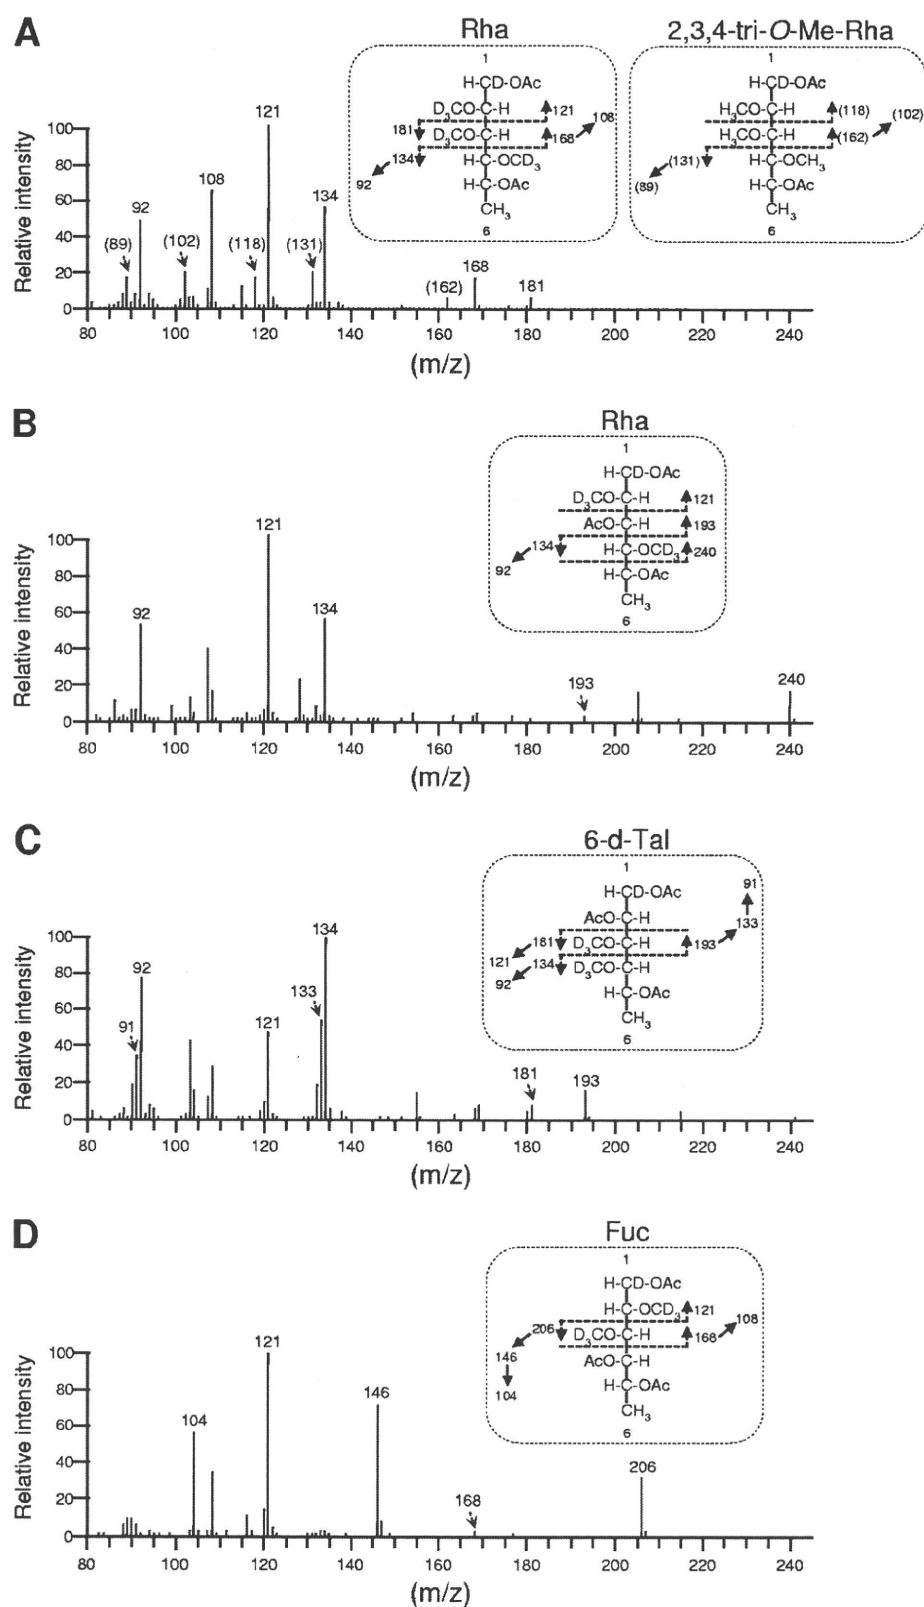 A
Rha
2,3,4-tri-O-Me-Rha
1
H-CD-OAc
D3CO-C-H
121
181
D3CO-C-H
168
108
134
H-C-OCD3
92
H-C-OAc
CH3
6
1
H-CD-OAc
H3CO-C-H
(118)
H3CO-C-H
(162)
(102)
(131)
H-C-OCH3
(89)
H-C-OAc
CH3
6
Relative intensity
100
80
60
40
20
0
(89)
92
(102)
108
(118)
121
(131)
134
(162)
168
181
80 100 120 140 160 180 200 220 240
(m/z)
B
Rha
1
H-CD-OAc
D3CO-C-H
121
AcO-C-H
193
134
H-C-OCD3
240
92
H-C-OAc
CH3
6
Relative intensity
100
80
60
40
20
0
92
121
134
193
240
80 100 120 140 160 180 200 220 240
(m/z)
C
6-d-Tal
1
H-CD-OAc
91
AcO-C-H
133
181
D3CO-C-H
193
121
134
D3CO-C-H
92
H-C-OAc
CH3
6
Relative intensity
100
80
60
40
20
0
91
92
121
133
134
181
193
80 100 120 140 160 180 200 220 240
(m/z)
D
Fuc
1
H-CD-OAc
H-C-OCD3
121
108
206
D3CO-C-H
168
146
AcO-C-H
104
H-C-OAc
CH3
6
Relative intensity
100
80
60
40
20
0
104
121
146
168
206
80 100 120 140 160 180 200 220 240
(m/z)